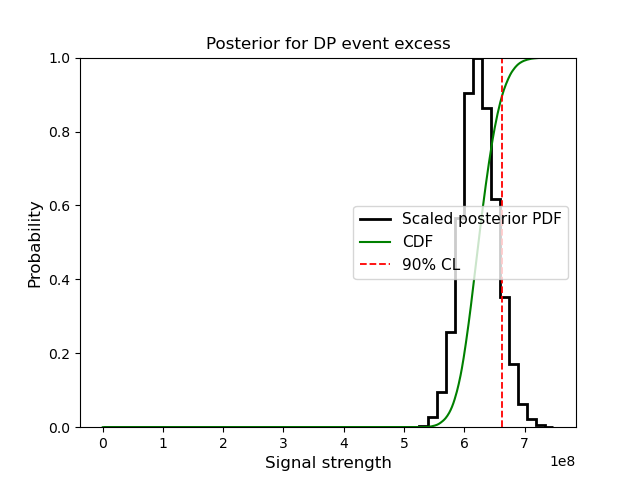 Posterior for DP event excess
Probability
1.0
0.8
0.6
0.4
0.2
0.0
Scaled posterior PDF
CDF
90% CL
0 1 2 3 4 5 6 7
1e8
Signal strength